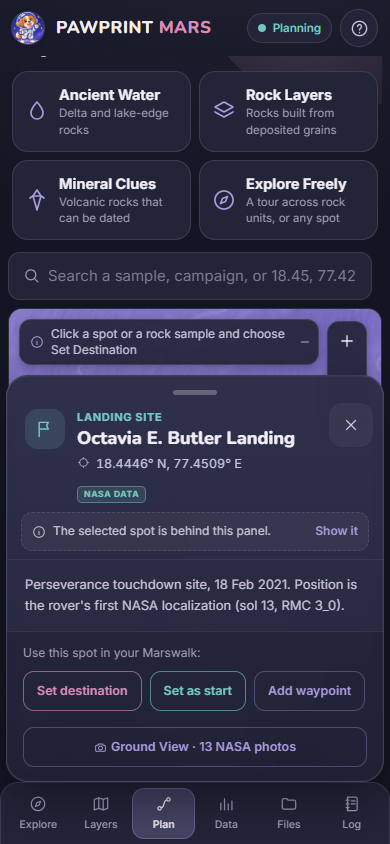 PAWPRINT MARS
Planning
Ancient Water
Delta and lake-edge
rocks
Rock Layers
Rocks built from
deposited grains
Mineral Clues
Volcanic rocks that
can be dated
Explore Freely
A tour across rock
units, or any spot
Search a sample, campaign, or 18.45, 77.42
Click a spot or a rock sample and choose
Set Destination
LANDING SITE
Octavia E. Butler Landing
18.4446° N, 77.4509° E
NASA DATA
The selected spot is behind this panel.
Show it
Perseverance touchdown site, 18 Feb 2021. Position is
the rover's first NASA localization (sol 13, RMC 3_0).
Use this spot in your Marswalk:
Set destination
Set as start
Add waypoint
Ground View · 13 NASA photos
Explore
Layers
Plan
Data
Files
Log